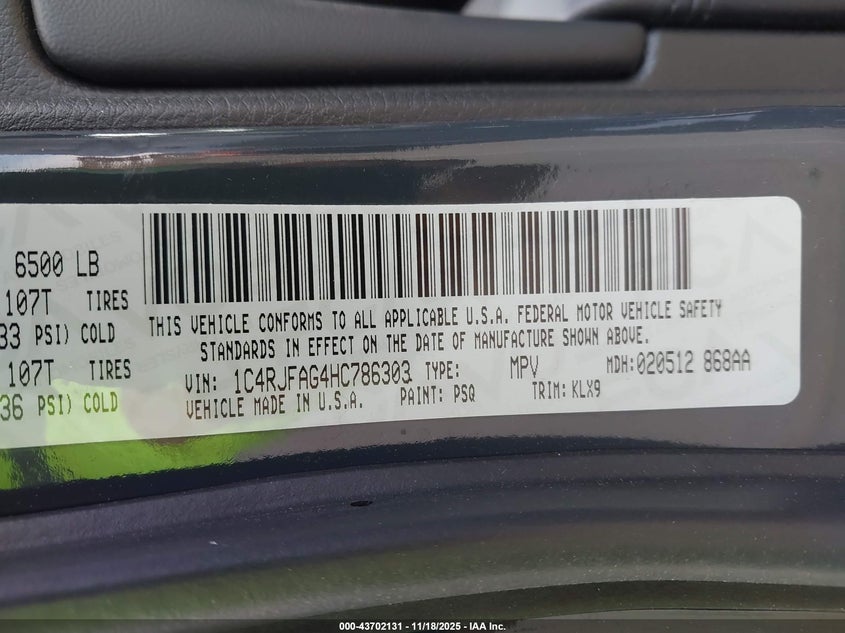 6500 LB
107T TIRES
33 PSI) COLD
107T TIRES
36 PSI) COLD
THIS VEHICLE CONFORMS TO ALL APPLICABLE U.S.A. FEDERAL MOTOR VEHICLE SAFETY
STANDARDS IN EFFECT ON THE DATE OF MANUFACTURE SHOWN ABOVE.
VIN: 1C4RJFAG4HC786303 TYPE: MPV MDH:020512 868AA
VEHICLE MADE IN U.S.A. PAINT: PSQ TRIM: KLX9
000-43702131 - 11/18/2025 - IAA Inc.